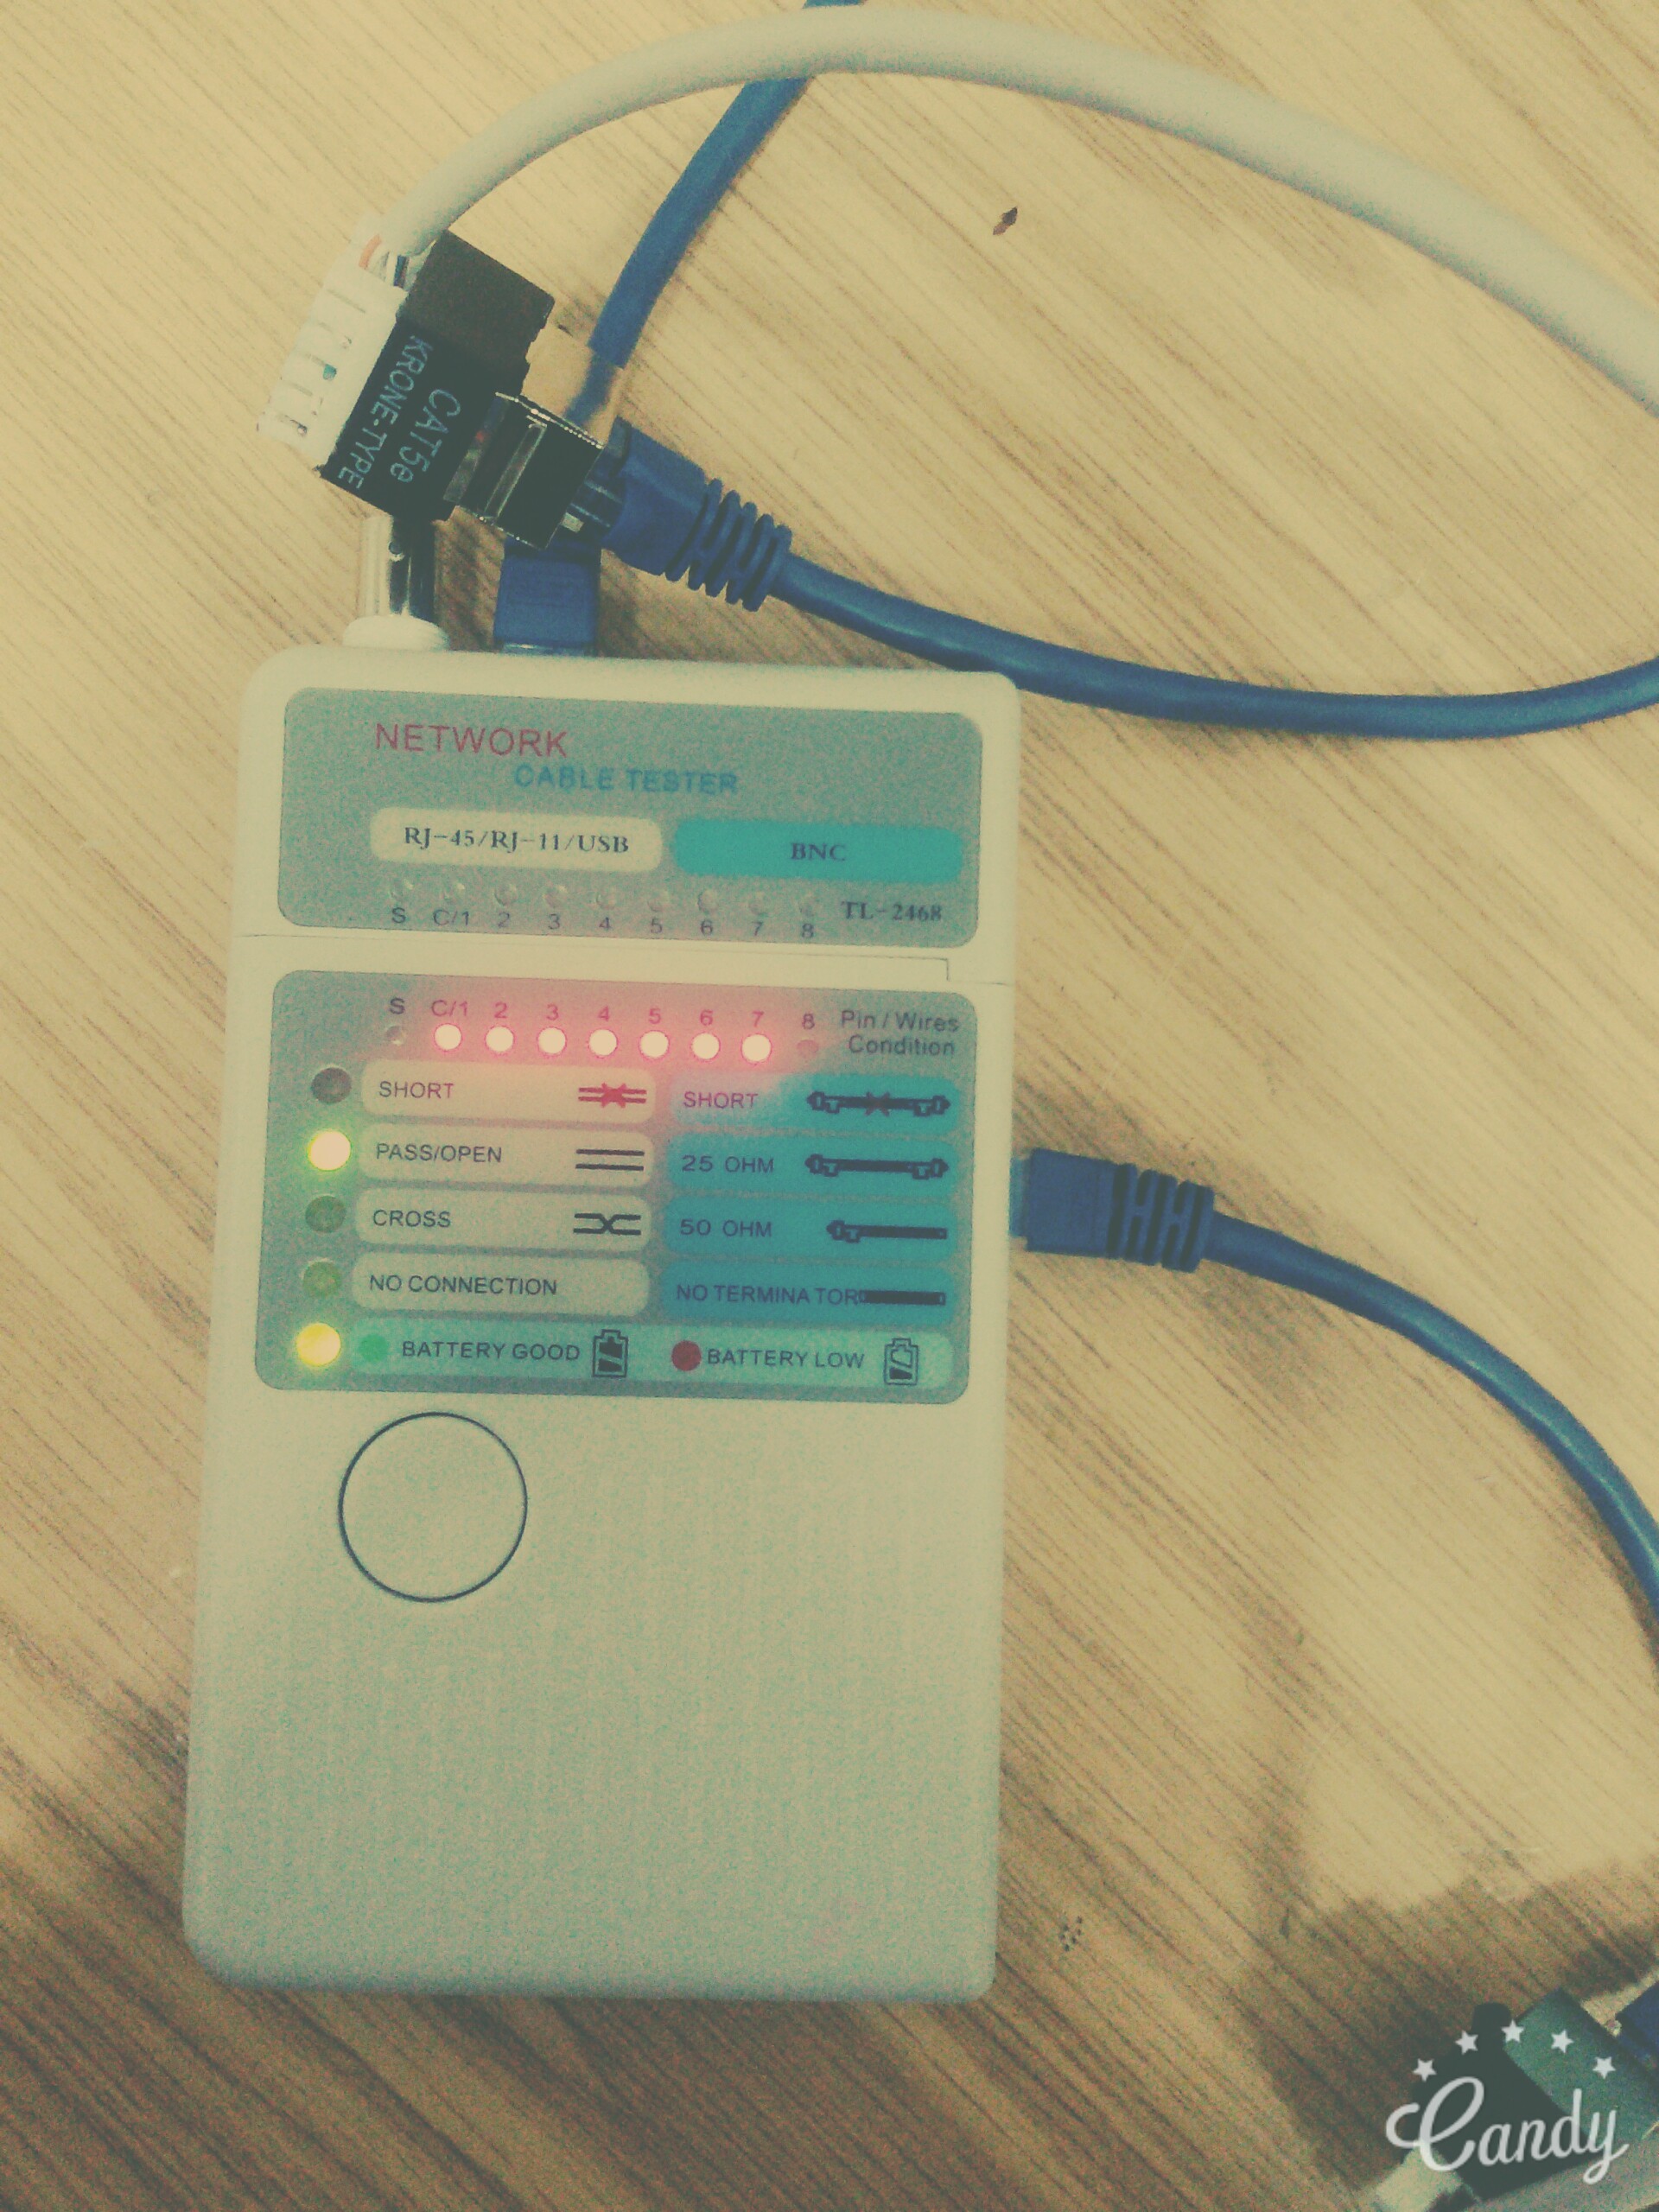 CAT5e
KRONE-TYPE
NETWORK
CABLE TESTER
RJ-45/RJ-11/USB
BNC
S C/1 2 3 4 5 6 7 8 TL-2468
S C/1 2 3 4 5 6 7 8 Pin / Wires
Condition
SHORT SHORT
PASS/OPEN 25 OHM
CROSS 50 OHM
NO CONNECTION NO TERMINATOR
BATTERY GOOD BATTERY LOW
Candy